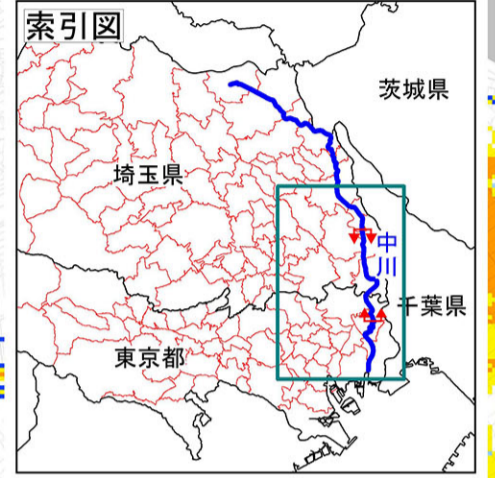 索引図
茨城県
埼玉県
中川
千葉県
東京都